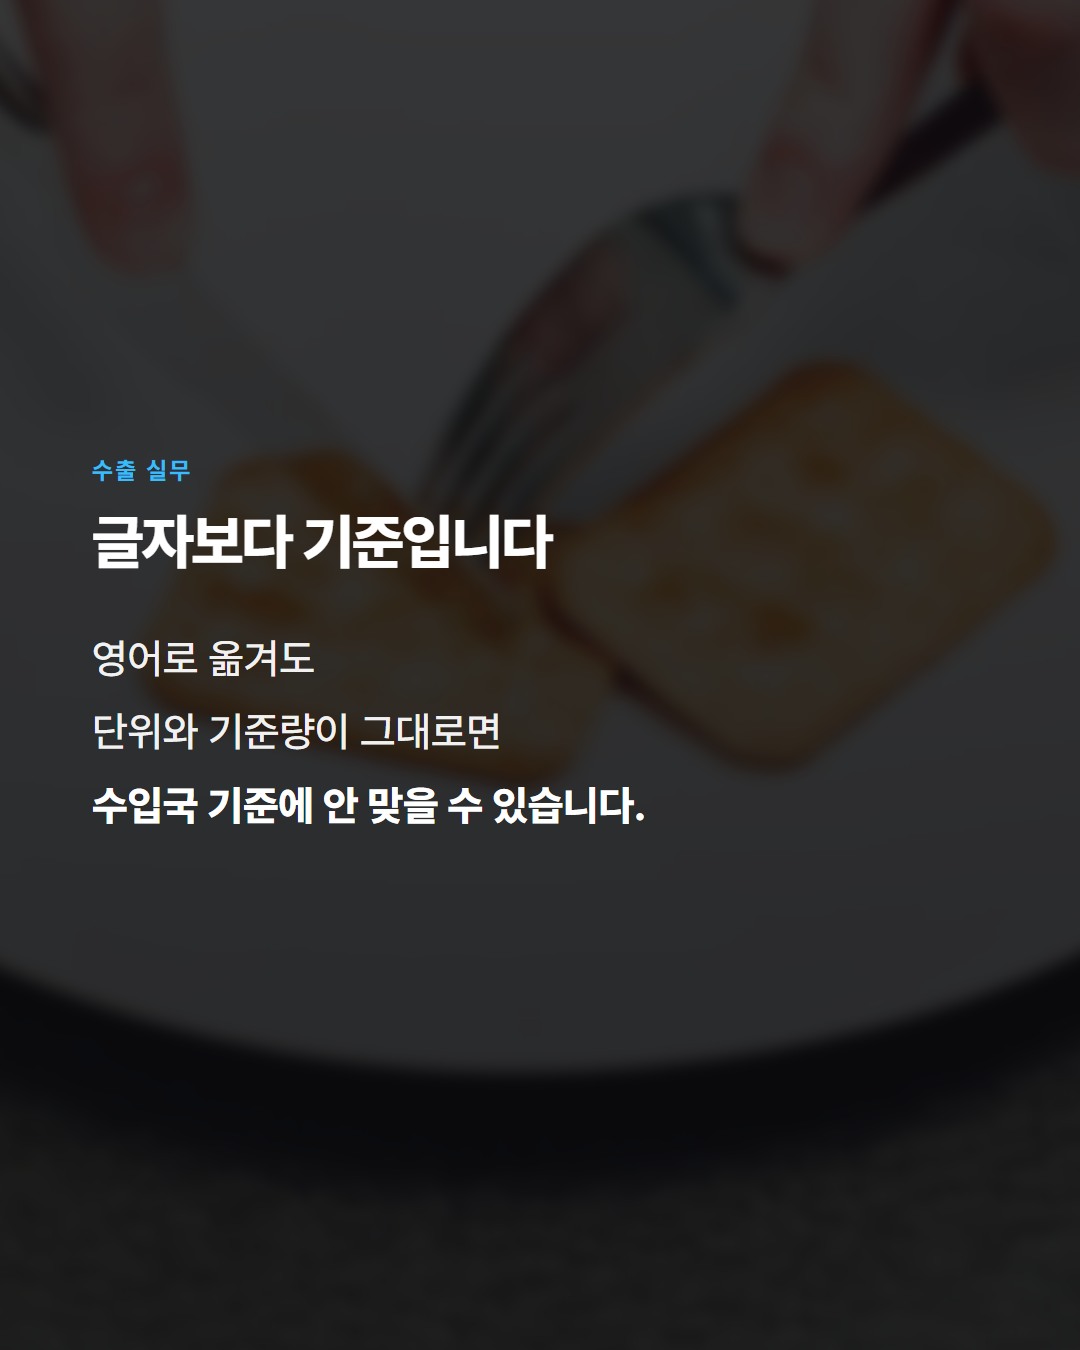 수출 실무
글자보다 기준입니다
영어로 옮겨도
단위와 기준량이 그대로면
수입국 기준에 안 맞을 수 있습니다.